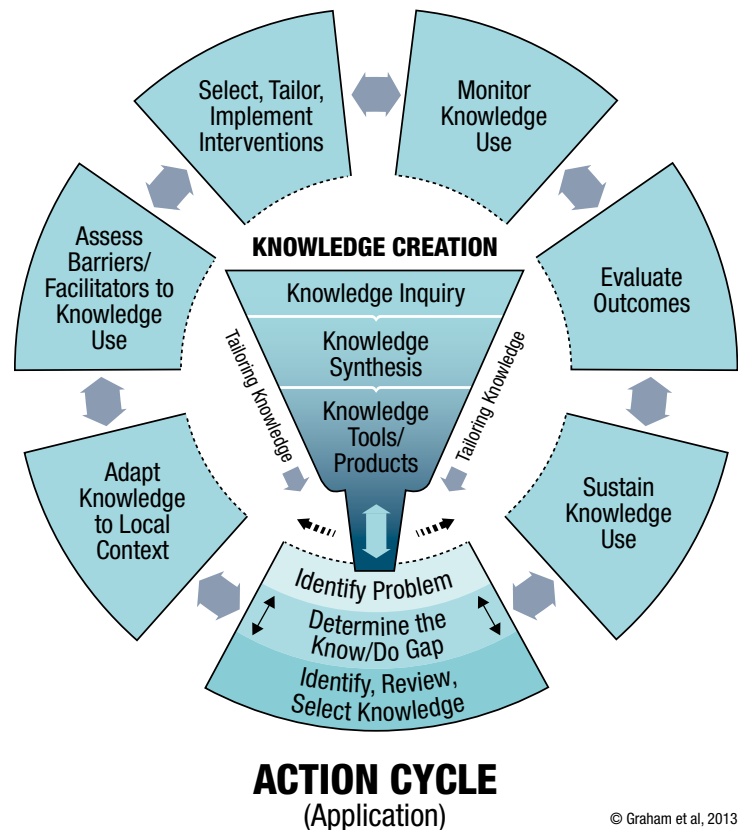 Select, Tailor,
Implement
Interventions
Monitor
Knowledge
Use
Assess
Barriers/
Facilitators to
Knowledge
Use
KNOWLEDGE CREATION
Knowledge Inquiry
Knowledge
Synthesis
Knowledge
Tools/
Products
Tailoring Knowledge
Tailoring Knowledge
Evaluate
Outcomes
Adapt
Knowledge
to Local
Context
Sustain
Knowledge
Use
Identify Problem
Determine the
Know/Do Gap
Identify, Review,
Select Knowledge
ACTION CYCLE
(Application)
© Graham et al, 2013